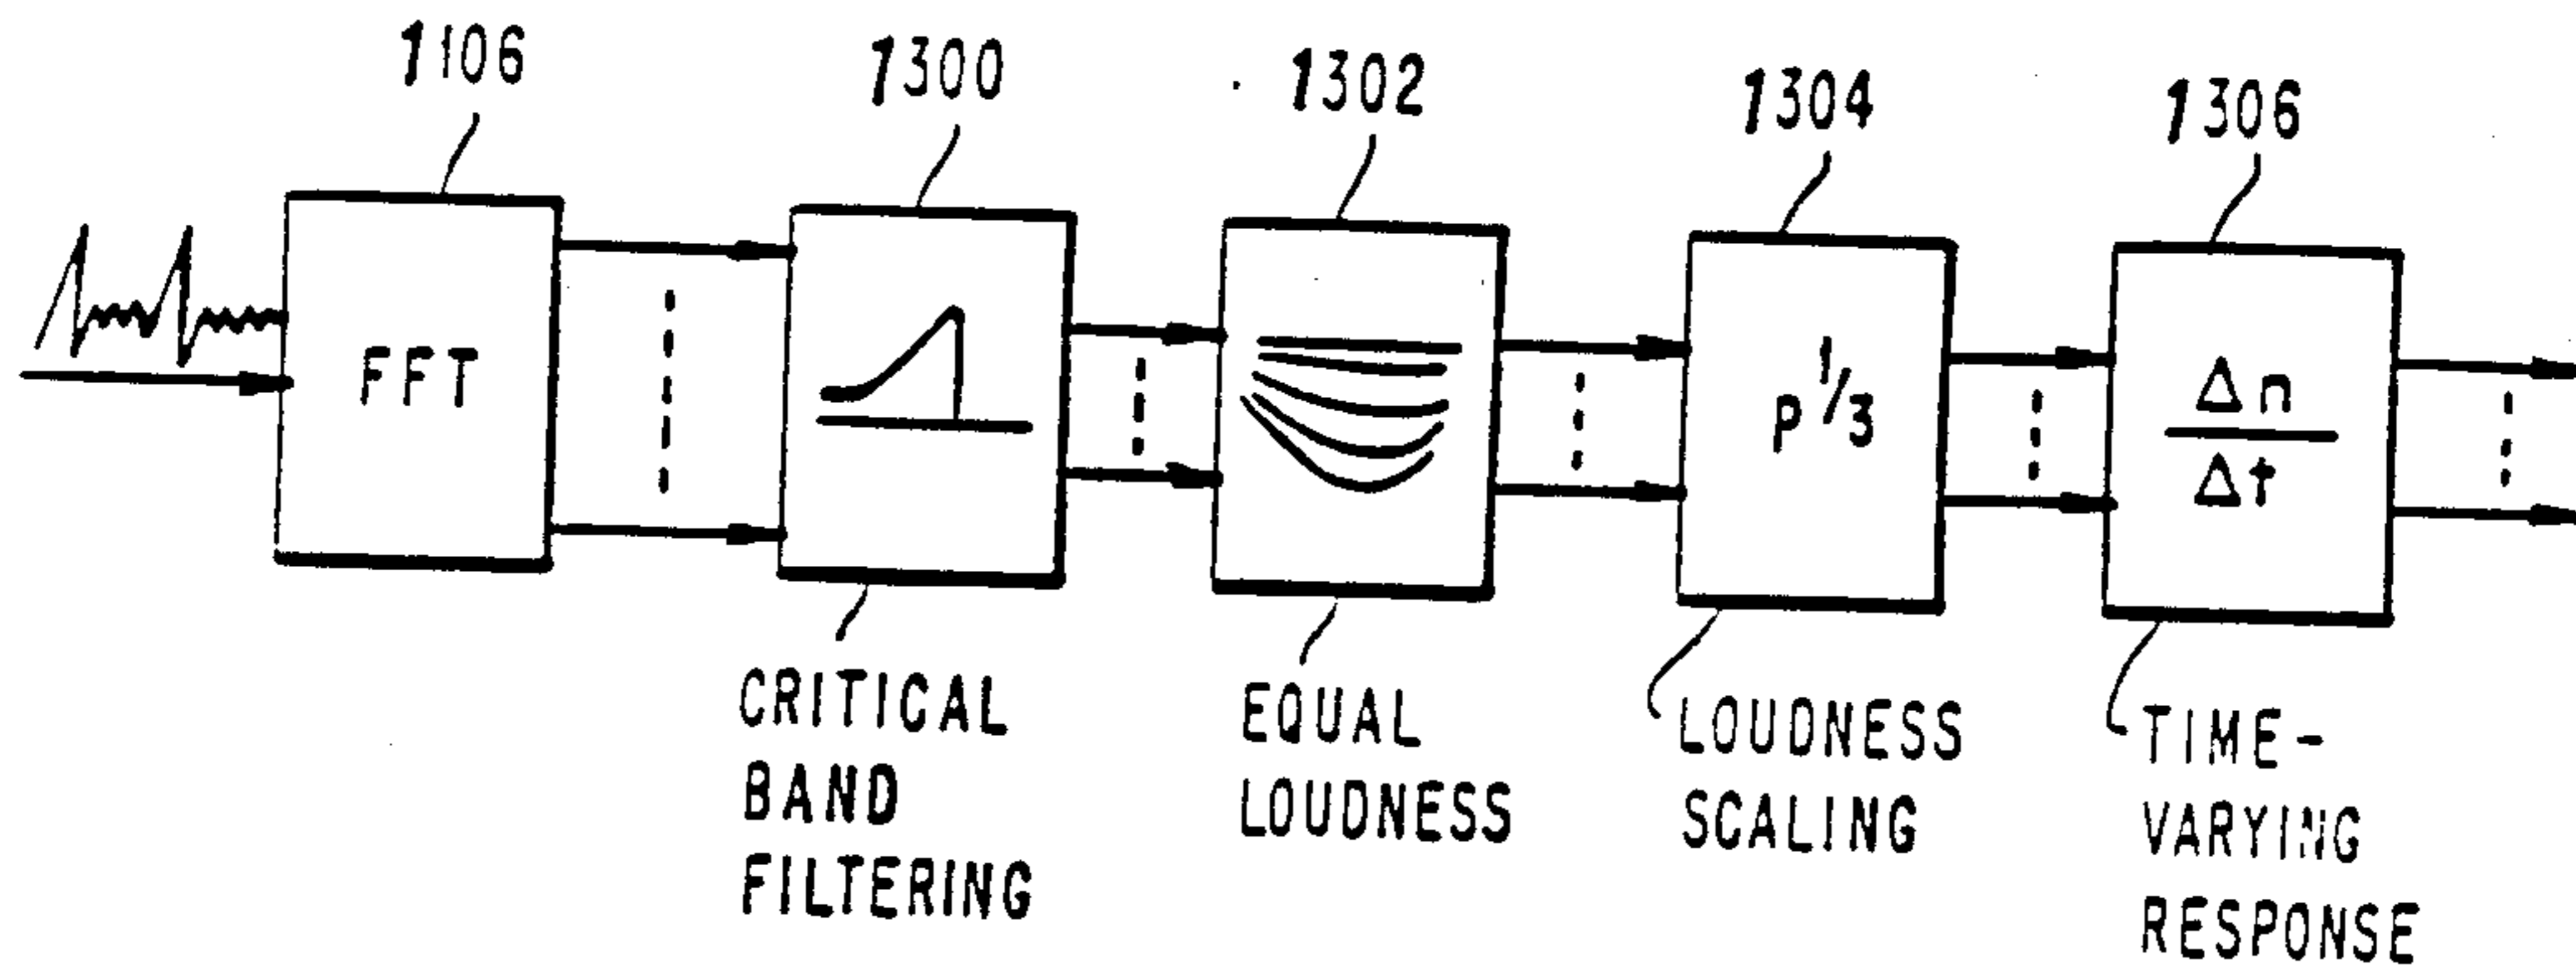 1106
1300
1302
1304
1306
FFT
P 1/3
Δn
Δt
CRITICAL
BAND
FILTERING
EQUAL
LOUDNESS
LOUDNESS
SCALING
TIME-
VARYING
RESPONSE